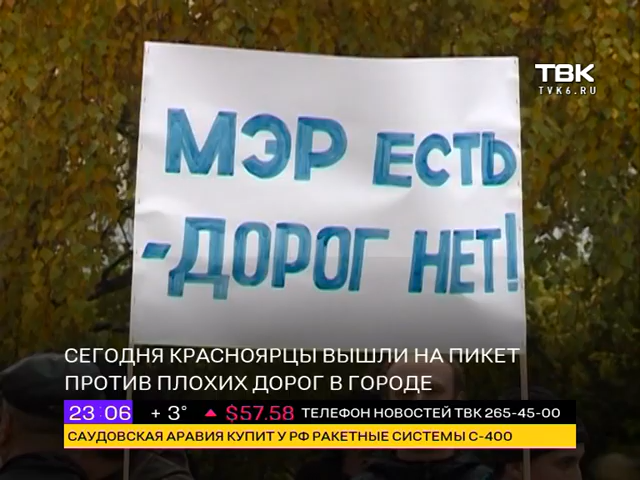 ТВК
TVK6.RU
МЭР ЕСТЬ
-ДОРОГ НЕТ!
СЕГОДНЯ КРАСНОЯРЦЫ ВЫШЛИ НА ПИКЕТ
ПРОТИВ ПЛОХИХ ДОРОГ В ГОРОДЕ
23:06 + 3° ▲ $57.58 ТЕЛЕФОН НОВОСТЕЙ ТВК 265-45-00
САУДОВСКАЯ АРАВИЯ КУПИТ У РФ РАКЕТНЫЕ СИСТЕМЫ С-400